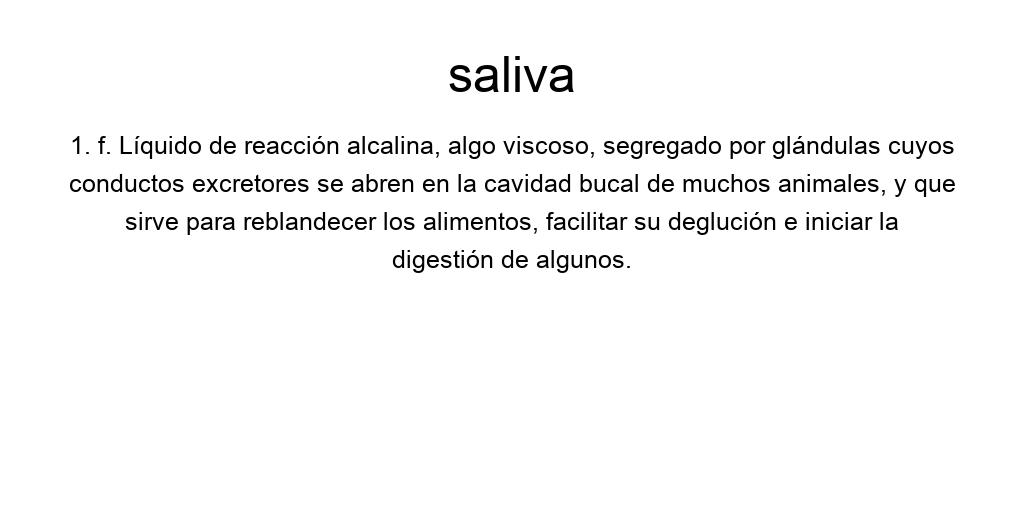 saliva
1. f. Líquido de reacción alcalina, algo viscoso, segregado por glándulas cuyos
conductos excretores se abren en la cavidad bucal de muchos animales, y que
sirve para reblandecer los alimentos, facilitar su deglución e iniciar la
digestión de algunos.